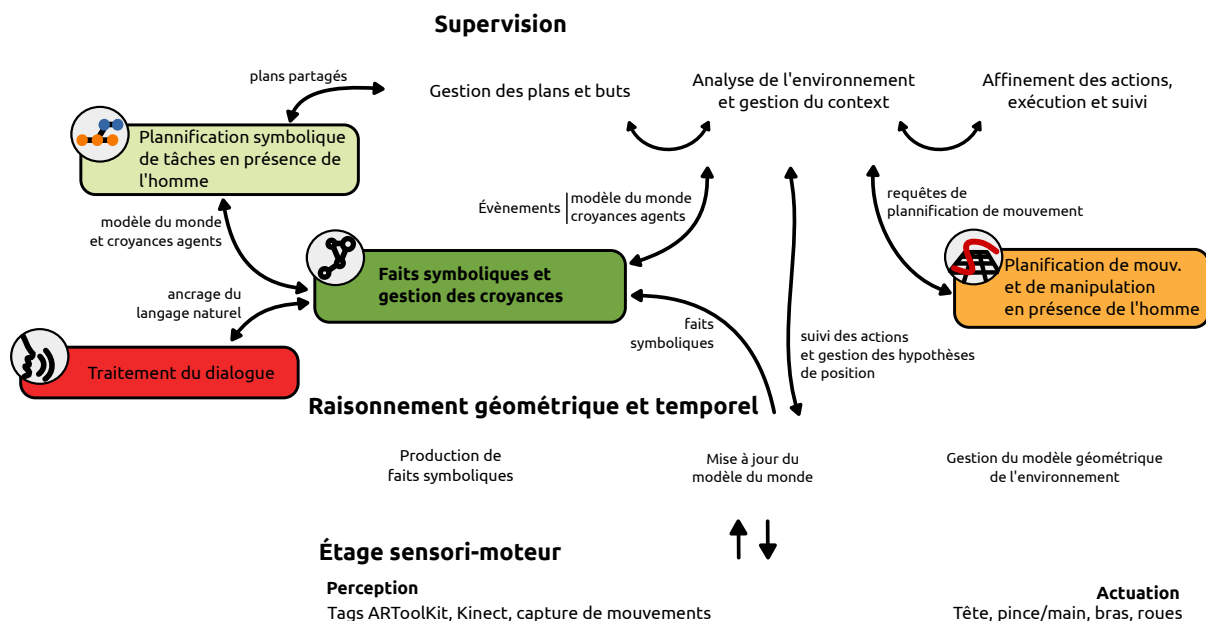 Supervision
plans partagés
Gestion des plans et buts
Analyse de l'environnement
et gestion du context
Affinement des actions,
exécution et suivi
Plannification symbolique
de tâches en présence de
l'homme
modèle du monde
et croyances agents
Évènements
modèle du monde
croyances agents
requêtes de
plannification de mouvement
Faits symboliques et
gestion des croyances
Planification de mouv.
et de manipulation
en présence de l'homme
ancrage du
langage naturel
faits
symboliques
suivi des actions
et gestion des hypothèses
de position
Traitement du dialogue
Raisonnement géométrique et temporel
Production de
faits symboliques
Mise à jour du
modèle du monde
Gestion du modèle géométrique
de l'environnement
Étage sensori-moteur
Perception
Tags ARToolKit, Kinect, capture de mouvements
Actuation
Tête, pince/main, bras, roues